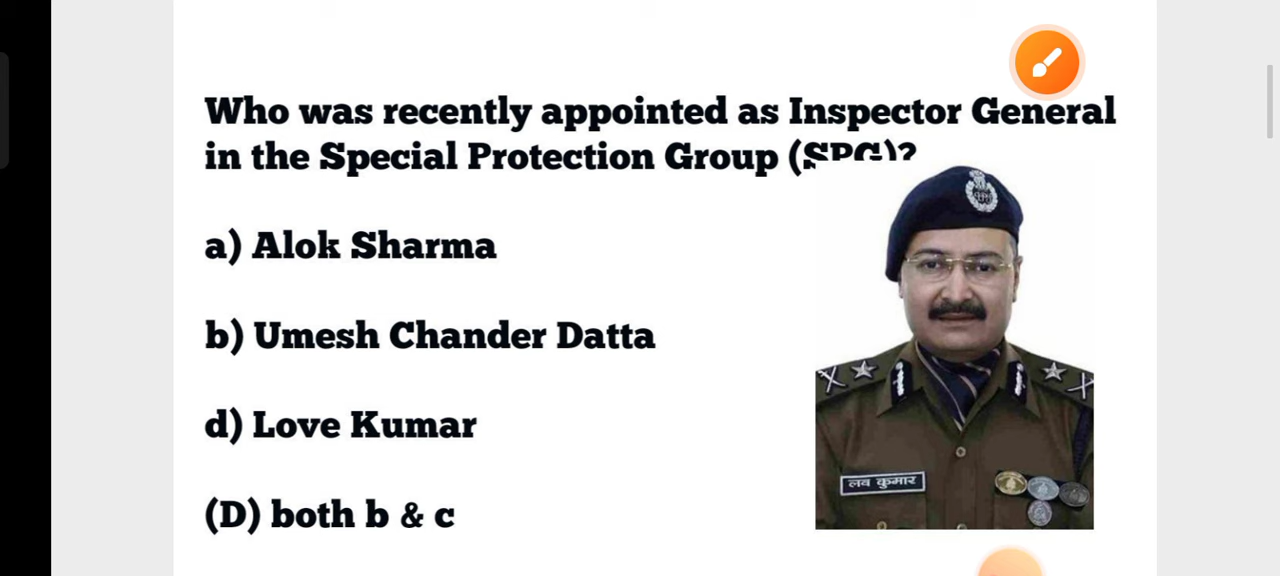 Who was recently appointed as Inspector General
in the Special Protection Group (SPG)?
a) Alok Sharma
b) Umesh Chander Datta
d) Love Kumar
(D) both b & c
लव कुमार